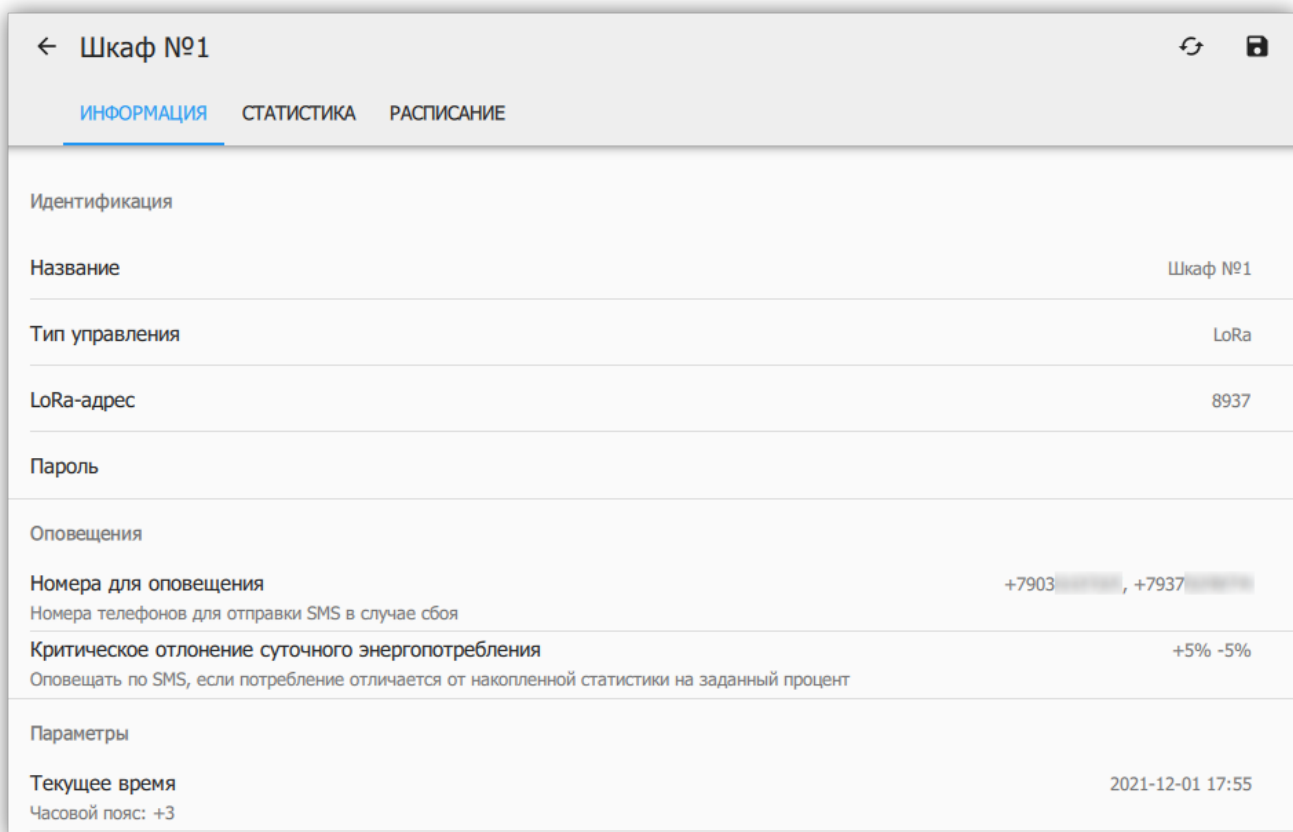 Шкаф №1
ИНФОРМАЦИЯ СТАТИСТИКА РАСПИСАНИЕ
Идентификация
Название Шкаф №1
Тип управления LoRa
LoRa-адрес 8937
Пароль
Оповещения
Номера для оповещения +7903 , +7937
Номера телефонов для отправки SMS в случае сбоя
Критическое отлонение суточного энергопотребления +5% -5%
Оповещать по SMS, если потребление отличается от накопленной статистики на заданный процент
Параметры
Текущее время 2021-12-01 17:55
Часовой пояс: +3